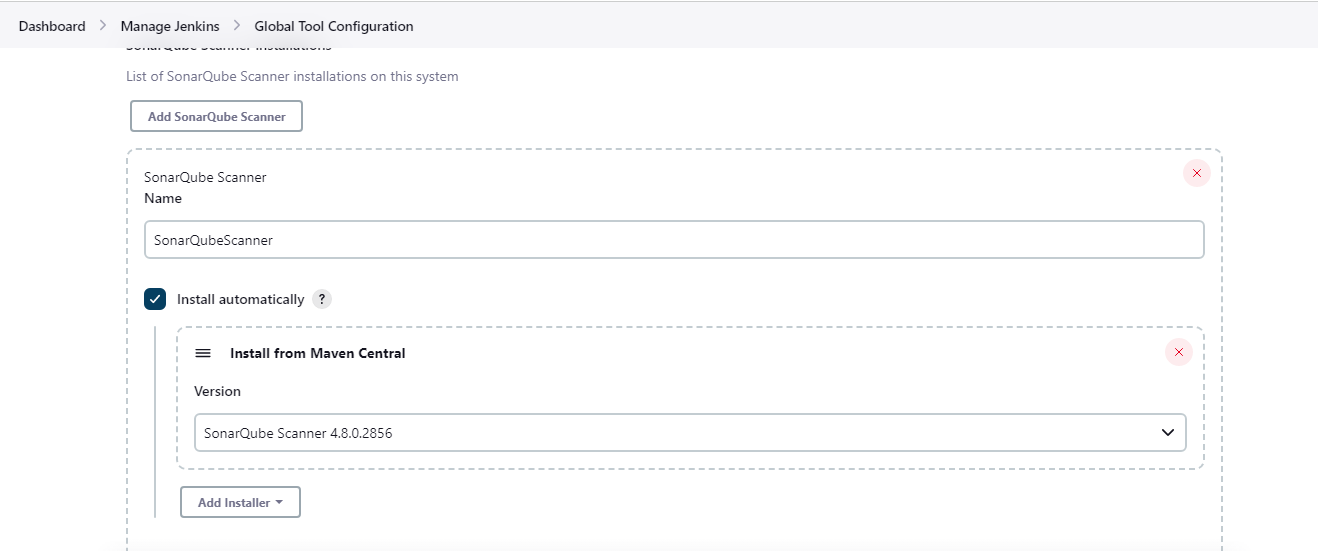 Dashboard > Manage Jenkins > Global Tool Configuration
SonarQube Scanner installations
List of SonarQube Scanner installations on this system
Add SonarQube Scanner
SonarQube Scanner
Name
SonarQubeScanner
Install automatically ?
Install from Maven Central
Version
SonarQube Scanner 4.8.0.2856
Add Installer